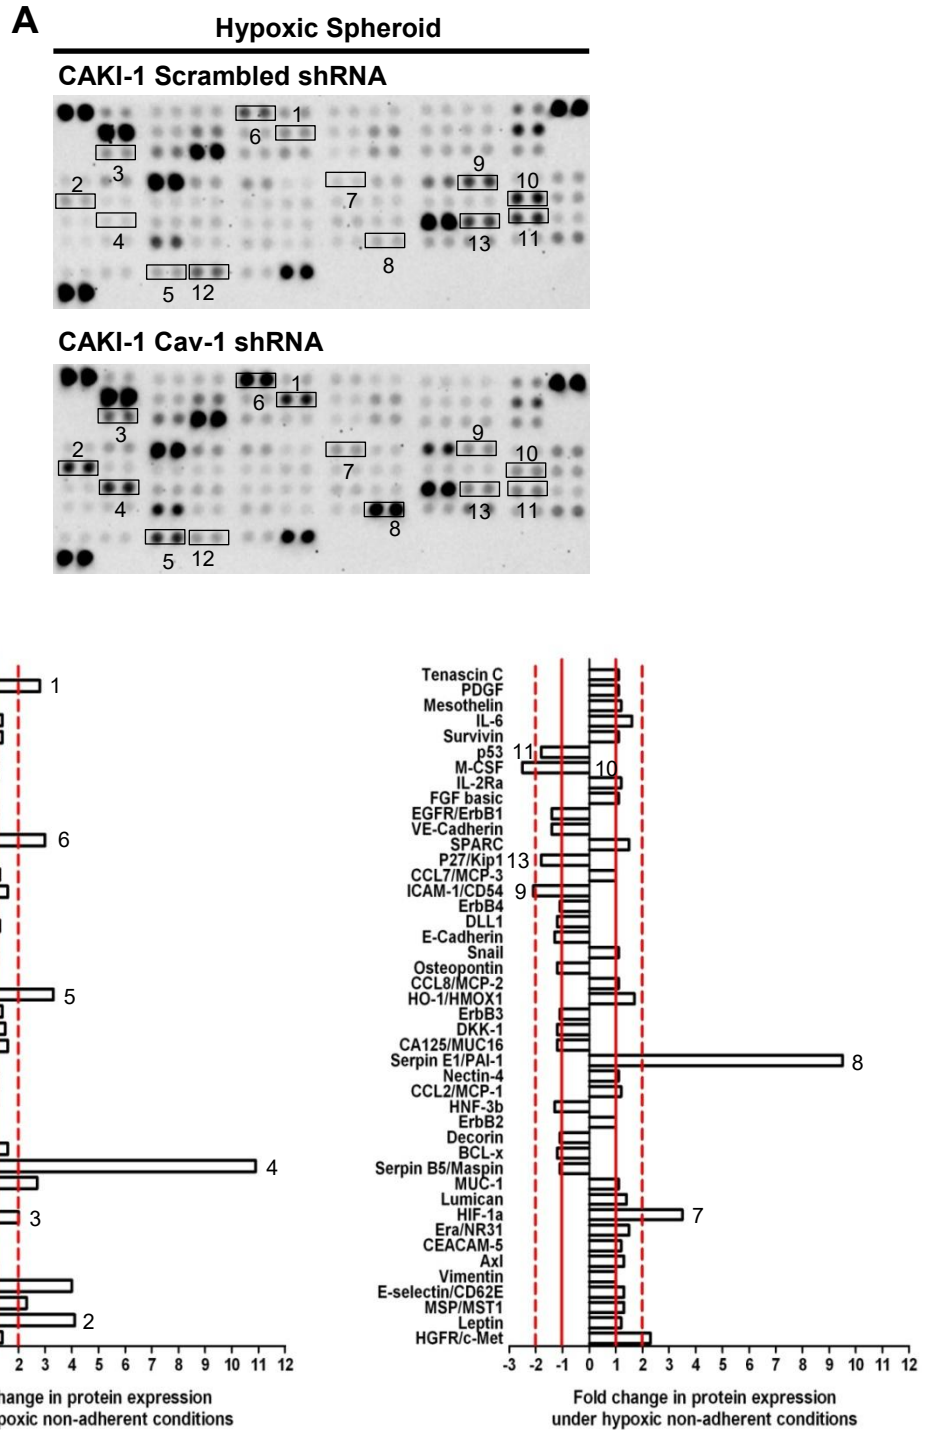 A
Hypoxic Spheroid
CAKI-1 Scrambled shRNA
1
6
3
2
7
9
10
4
13
11
8
5
12
CAKI-1 Cav-1 shRNA
1
6
3
2
7
9
10
4
13
11
8
5
12
1
6
5
4
3
2
2 3 4 5 6 7 8 9 10 11 12
hange in protein expression
poxic non-adherent conditions
Tenascin C
PDGF
Mesothelin
IL-6
Survivin
p53 11
M-CSF 10
IL-2Ra
FGF basic
EGFR/ErbB1
VE-Cadherin
SPARC
P27/Kip1 13
CCL7/MCP-3
ICAM-1/CD54 9
ErbB4
DLL1
E-Cadherin
Snail
Osteopontin
CCL8/MCP-2
HO-1/HMOX1
ErbB3
DKK-1
CA125/MUC16
Serpin E1/PAI-1 8
Nectin-4
CCL2/MCP-1
HNF-3b
ErbB2
Decorin
BCL-x
Serpin B5/Maspin
MUC-1
Lumican
HIF-1a 7
Era/NR31
CEACAM-5
Axl
Vimentin
E-selectin/CD62E
MSP/MST1
Leptin
HGFR/c-Met
-3 -2 -1 0 1 2 3 4 5 6 7 8 9 10 11 12
Fold change in protein expression
under hypoxic non-adherent conditions